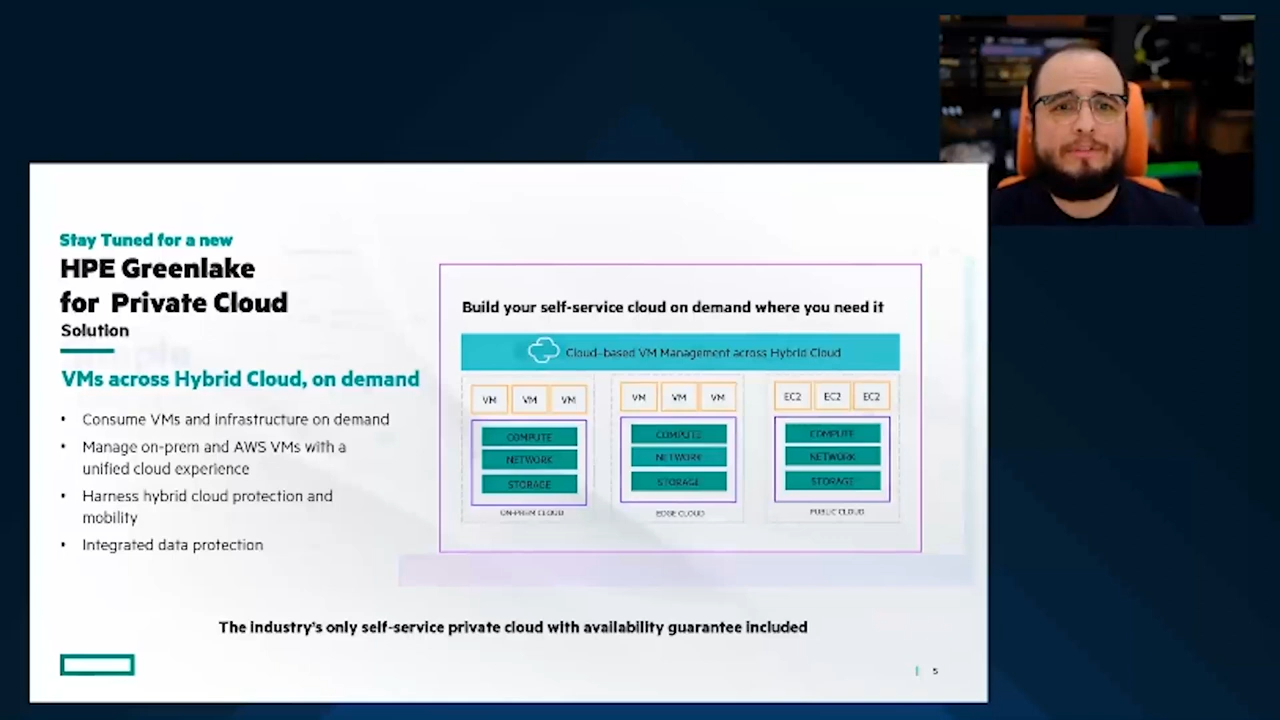 Stay Tuned for a new
HPE Greenlake
for Private Cloud
Solution
VMs across Hybrid Cloud, on demand
• Consume VMs and infrastructure on demand
• Manage on-prem and AWS VMs with a
unified cloud experience
• Harness hybrid cloud protection and
mobility
• Integrated data protection
Build your self-service cloud on demand where you need it
Cloud-based VM Management across Hybrid Cloud
VM VM VM
COMPUTE
NETWORK
STORAGE
ON-PREM CLOUD
VM VM VM
COMPUTE
NETWORK
STORAGE
EDGE CLOUD
EC2 EC2 EC2
COMPUTE
NETWORK
STORAGE
PUBLIC CLOUD
The industry's only self-service private cloud with availability guarantee included
5